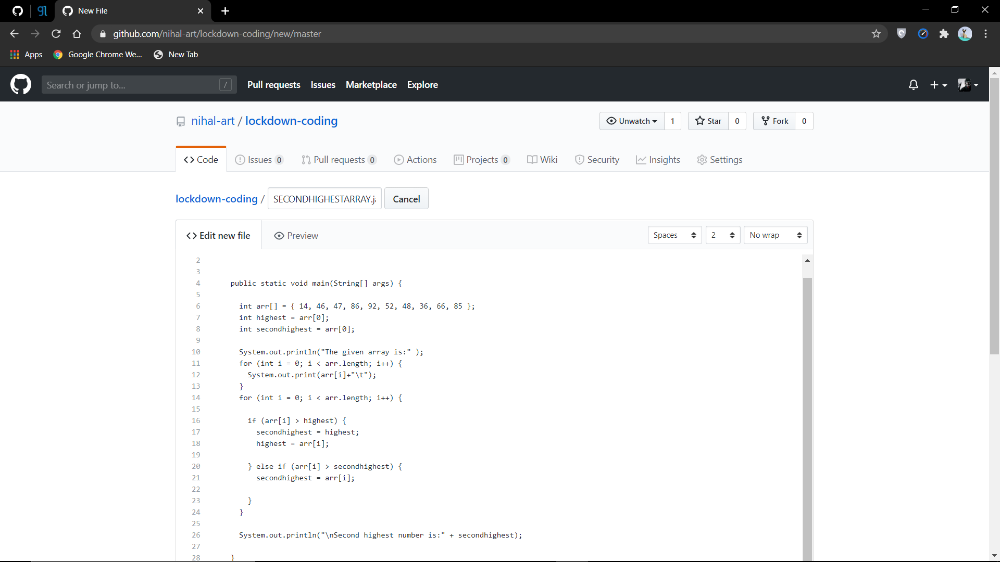 gl
New File
github.com/nihal-art/lockdown-coding/new/master
Apps
Google Chrome We...
New Tab
Search or jump to...
/
Pull requests
Issues
Marketplace
Explore
nihal-art / lockdown-coding
Unwatch 1
Star 0
Fork 0
Code
Issues 0
Pull requests 0
Actions
Projects 0
Wiki
Security
Insights
Settings
lockdown-coding / SECONDHIGHESTARRAY.ja
Cancel
Edit new file
Preview
Spaces
2
No wrap
2
3
4 public static void main(String[] args) {
5
6 int arr[] = { 14, 46, 47, 86, 92, 52, 48, 36, 66, 85 };
7 int highest = arr[0];
8 int secondhighest = arr[0];
9
10 System.out.println("The given array is:" );
11 for (int i = 0; i < arr.length; i++) {
12 System.out.print(arr[i]+"\t");
13 }
14 for (int i = 0; i < arr.length; i++) {
15
16 if (arr[i] > highest) {
17 secondhighest = highest;
18 highest = arr[i];
19
20 } else if (arr[i] > secondhighest) {
21 secondhighest = arr[i];
22
23 }
24 }
25
26 System.out.println("\nSecond highest number is:" + secondhighest);
27
28 }